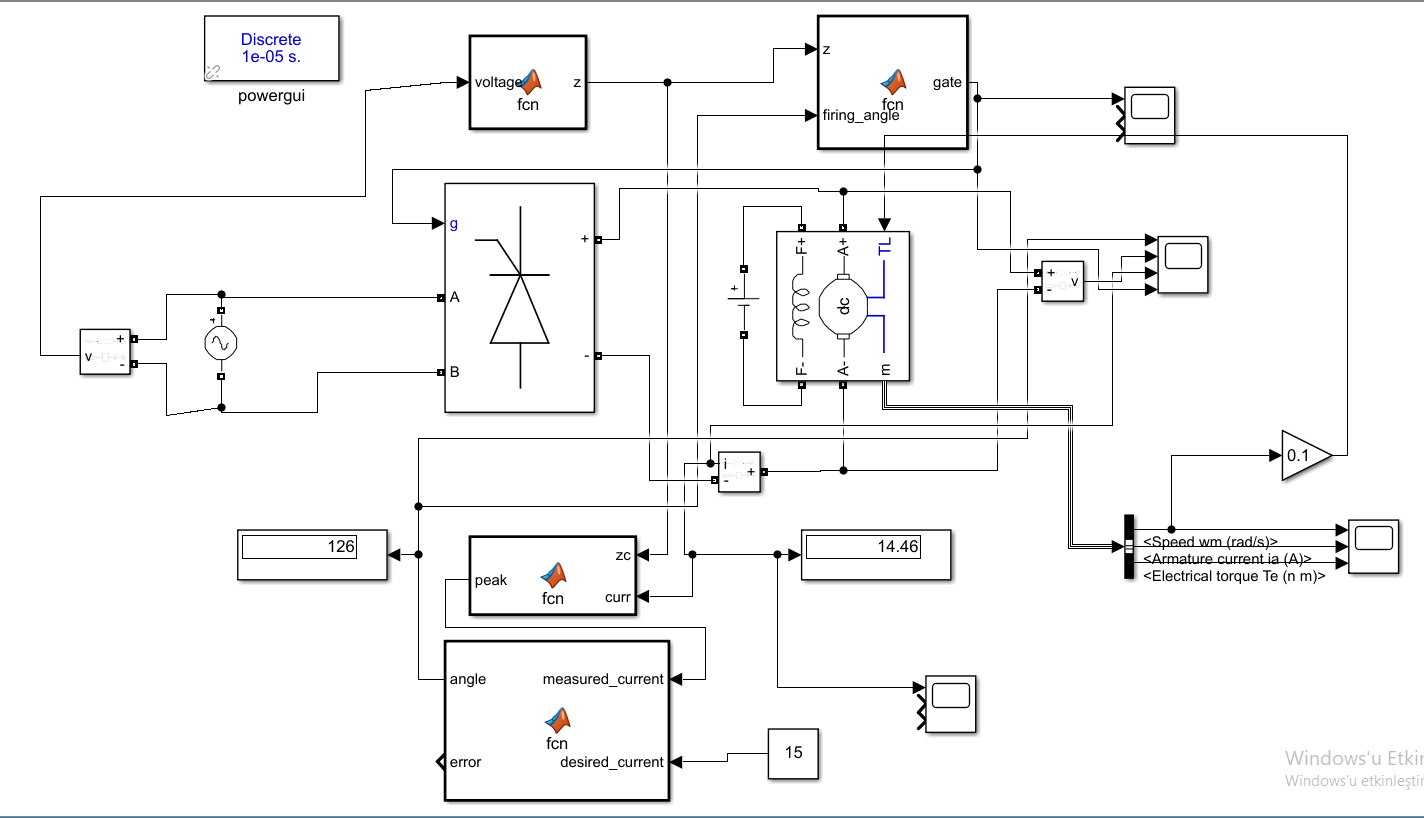 Discrete
1e-05 s.
powergui
voltage
z
fcn
z
firing_angle
gate
fcn
g
A
B
+
-
v
+
-
+
F+
A+
TL
dc
F-
A-
m
+
-
v
i
-
+
0.1
<Speed wm (rad/s)>
<Armature current ia (A)>
<Electrical torque Te (n m)>
126
zc
peak
curr
fcn
14.46
angle
measured_current
fcn
error
desired_current
15
+
Windows'u Etkin
Windows'u etkinleştir